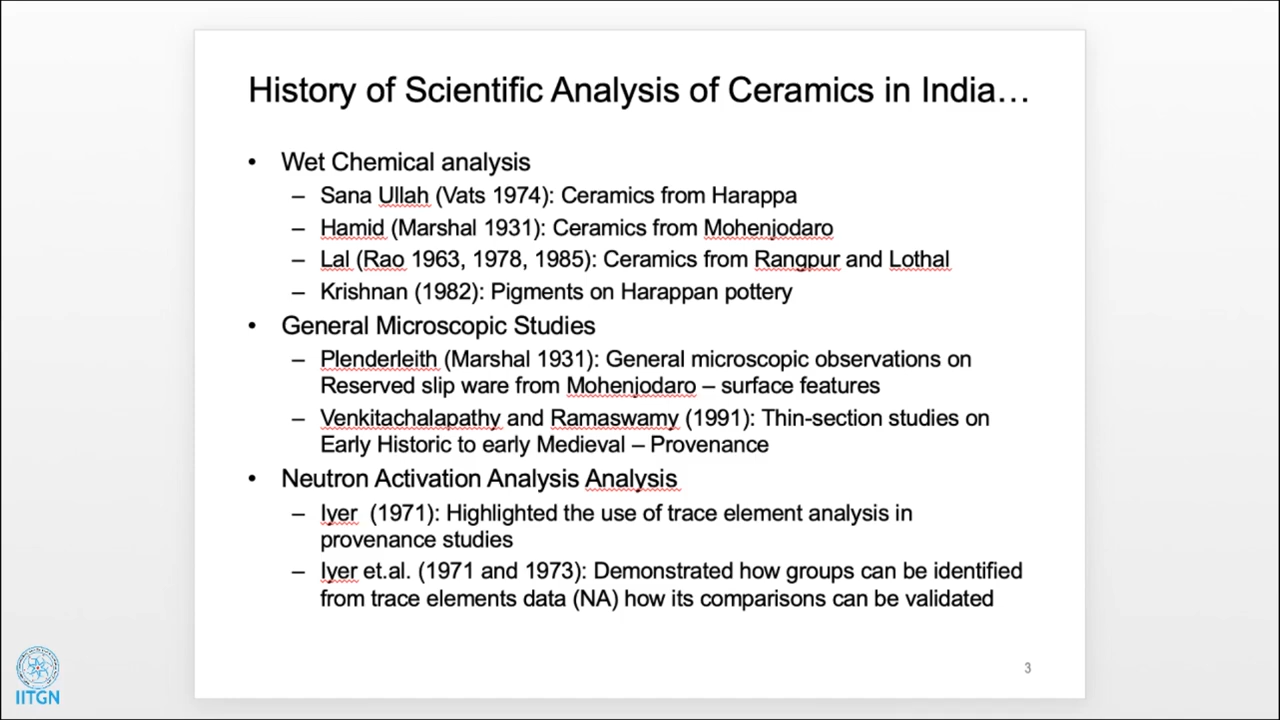 History of Scientific Analysis of Ceramics in India…
• Wet Chemical analysis
– Sana Ullah (Vats 1974): Ceramics from Harappa
– Hamid (Marshal 1931): Ceramics from Mohenjodaro
– Lal (Rao 1963, 1978, 1985): Ceramics from Rangpur and Lothal
– Krishnan (1982): Pigments on Harappan pottery
• General Microscopic Studies
– Plenderleith (Marshal 1931): General microscopic observations on
Reserved slip ware from Mohenjodaro – surface features
– Venkitachalapathy and Ramaswamy (1991): Thin-section studies on
Early Historic to early Medieval – Provenance
• Neutron Activation Analysis Analysis
– Iyer (1971): Highlighted the use of trace element analysis in
provenance studies
– Iyer et.al. (1971 and 1973): Demonstrated how groups can be identified
from trace elements data (NA) how its comparisons can be validated
3
IITGN